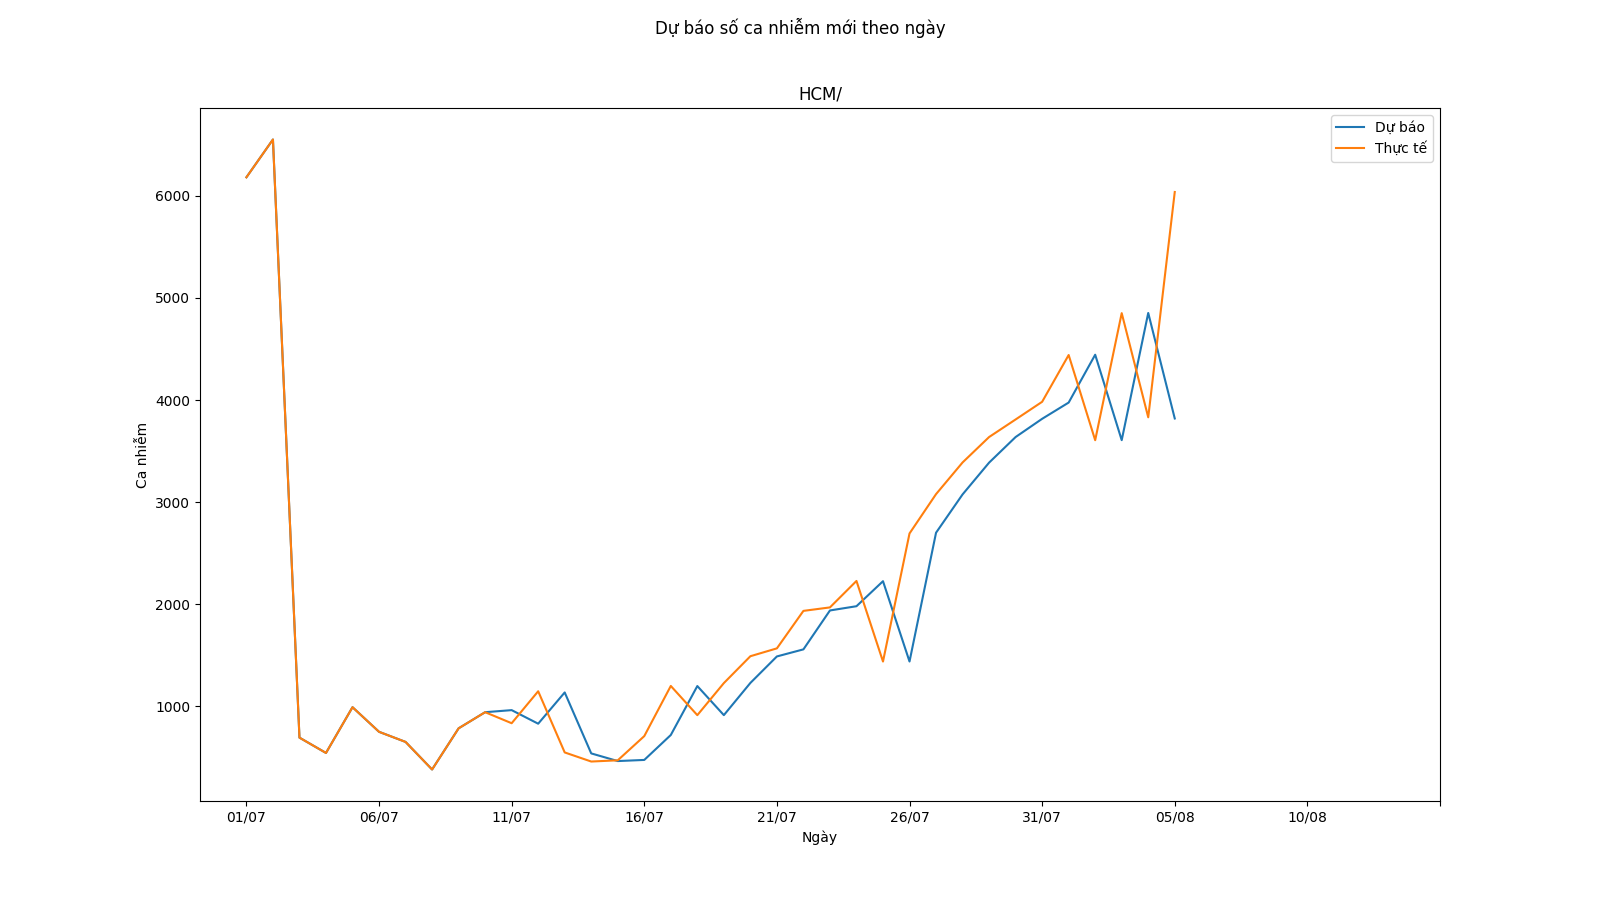 Dự báo số ca nhiễm mới theo ngày
HCM/
Dự báo
Thực tế
6000
5000
4000
3000
2000
1000
Ca nhiễm
01/07 06/07 11/07 16/07 21/07 26/07 31/07 05/08 10/08
Ngày